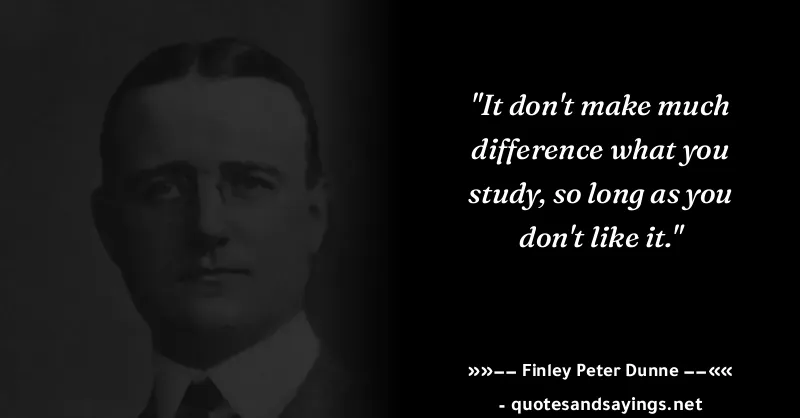 "It don't make much
difference what you
study, so long as you
don't like it."
»»–– Finley Peter Dunne ––««
- quotesandsayings.net